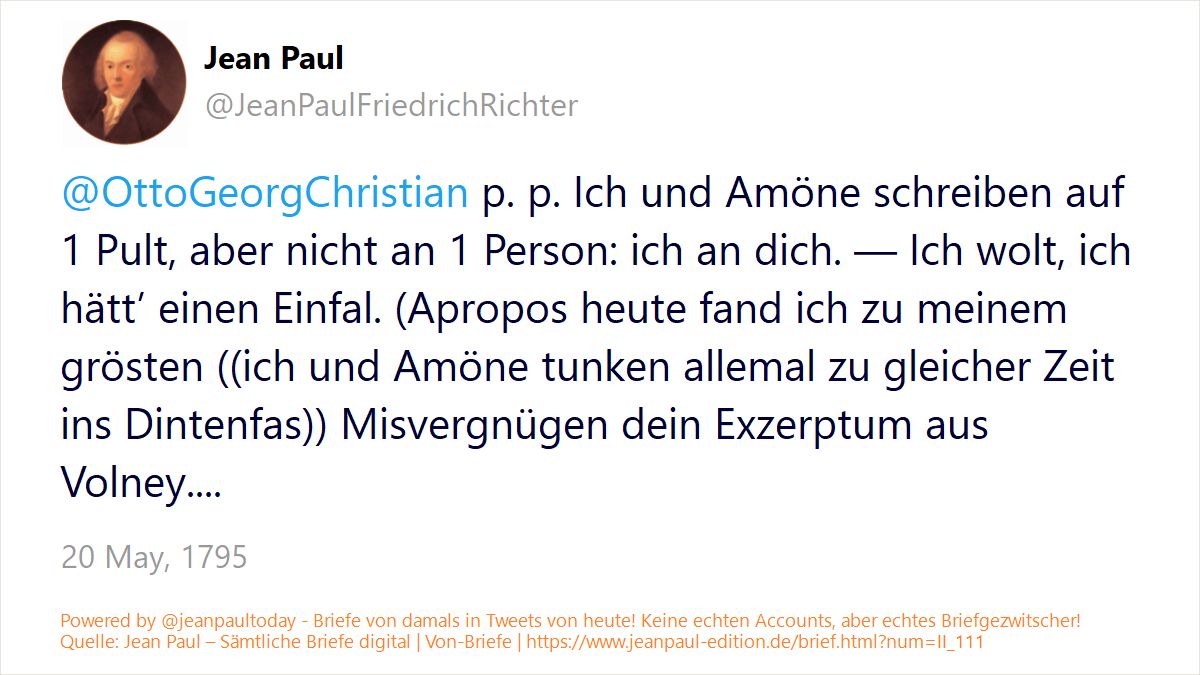 Jean Paul
@JeanPaulFriedrichRichter
@OttoGeorgChristian p. p. Ich und Amöne schreiben auf
1 Pult, aber nicht an 1 Person: ich an dich. — Ich wolt, ich
hätt’ einen Einfal. (Apropos heute fand ich zu meinem
grösten ((ich und Amöne tunken allemal zu gleicher Zeit
ins Dintenfas)) Misvergnügen dein Exzerptum aus
Volney....
20 May, 1795
Powered by @jeanpaultoday - Briefe von damals in Tweets von heute! Keine echten Accounts, aber echtes Briefgezwitscher!
Quelle: Jean Paul – Sämtliche Briefe digital | Von-Briefe | https://www.jeanpaul-edition.de/brief.html?num=II_111